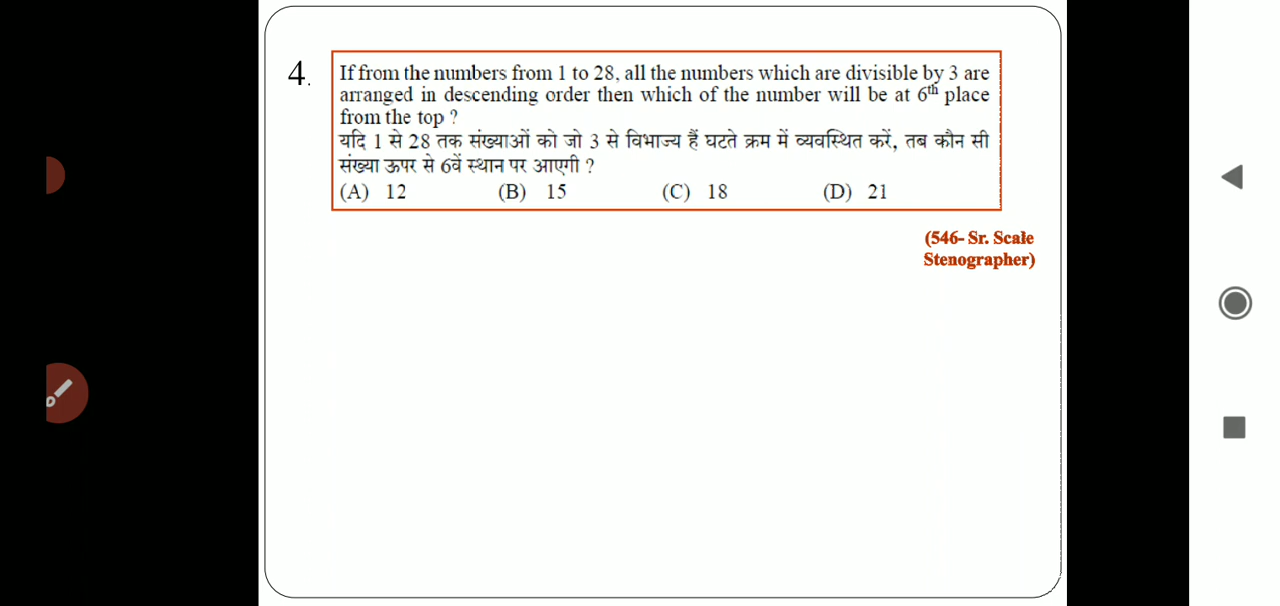 4.
If from the numbers from 1 to 28, all the numbers which are divisible by 3 are
arranged in descending order then which of the number will be at 6th place
from the top ?
यदि 1 से 28 तक संख्याओं को जो 3 से विभाज्य हैं घटते क्रम में व्यवस्थित करें, तब कौन सी
संख्या ऊपर से 6वें स्थान पर आएगी ?
(A) 12 (B) 15 (C) 18 (D) 21
(546- Sr. Scale
Stenographer)